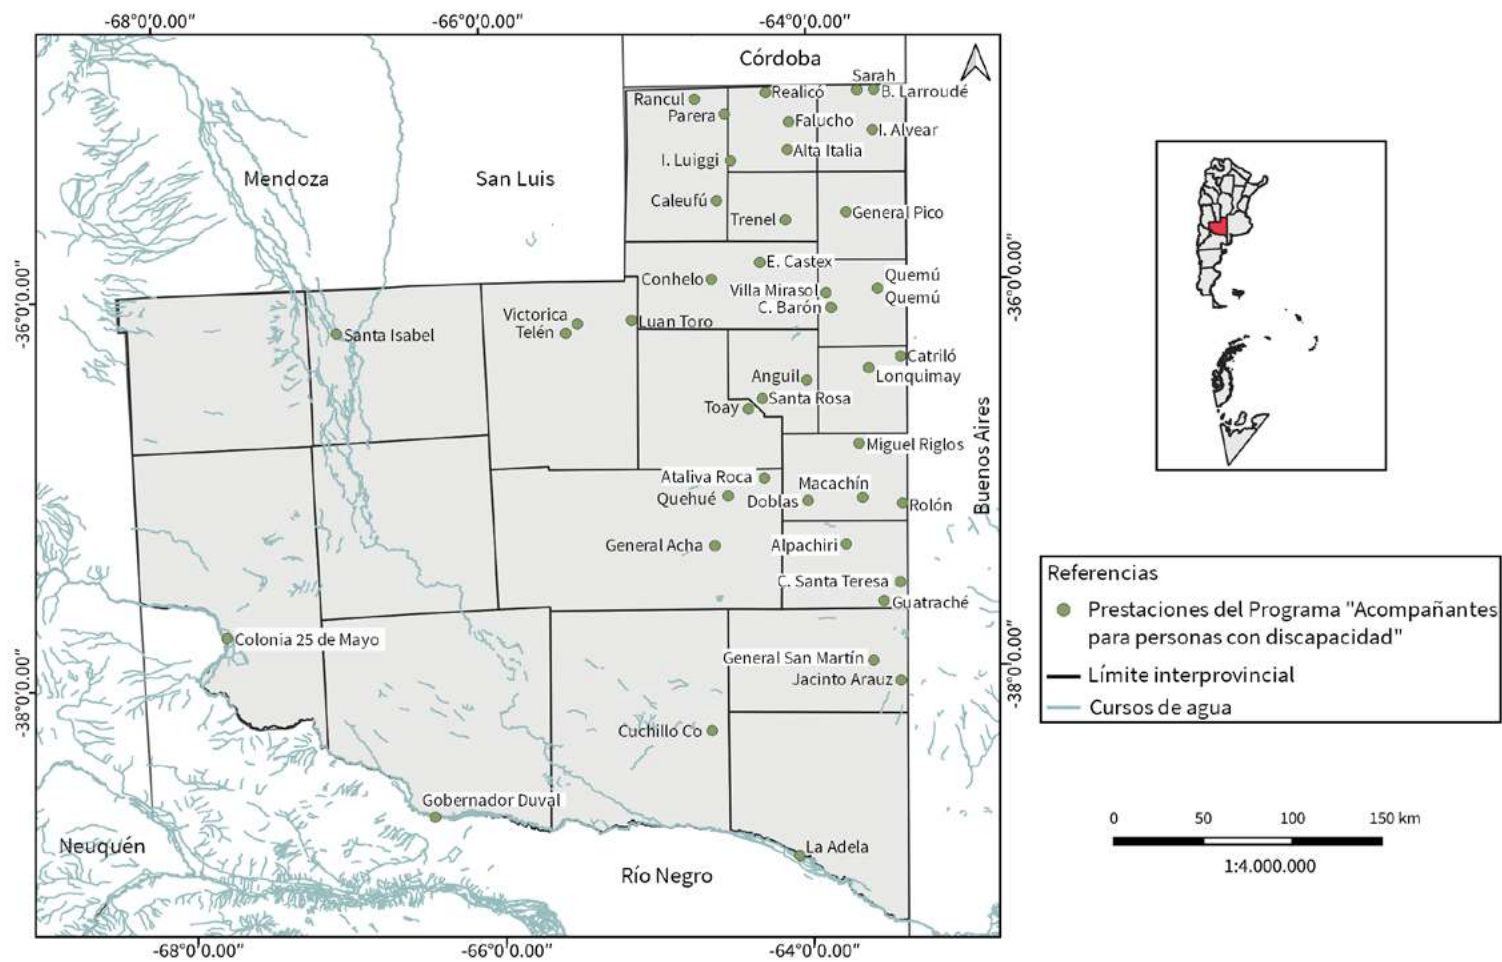 -68°0'0.00"
-66°0'0.00"
-64°0'0.00"
Córdoba
Sarah
Rancul
Realicó
B. Larroudé
Parera
Falucho
I. Alvear
Alta Italia
I. Luiggi
Mendoza
San Luis
Caleufú
Trenel
General Pico
-36°0'0.00"
-36°0'0.00"
E. Castex
Conhelo
Quemú
Quemú
Villa Mirasol
C. Barón
Victorica
Telén
Luan Toro
Santa Isabel
Catriló
Lonquimay
Anguil
Santa Rosa
Toay
Buenos Aires
Miguel Riglos
Ataliva Roca
Macachín
Quehué
Doblas
Rolón
General Acha
Alpachiri
C. Santa Teresa
Guatraché
Colonia 25 de Mayo
General San Martín
Jacinto Arauz
-38°0'0.00"
-38°0'0.00"
Cuchillo Co
Gobernador Duval
Neuquén
Río Negro
La Adela
-68°0'0.00"
-66°0'0.00"
-64°0'0.00"
Referencias
Prestaciones del Programa "Acompañantes
para personas con discapacidad"
Límite interprovincial
Cursos de agua
0 50 100 150 km
1:4.000.000